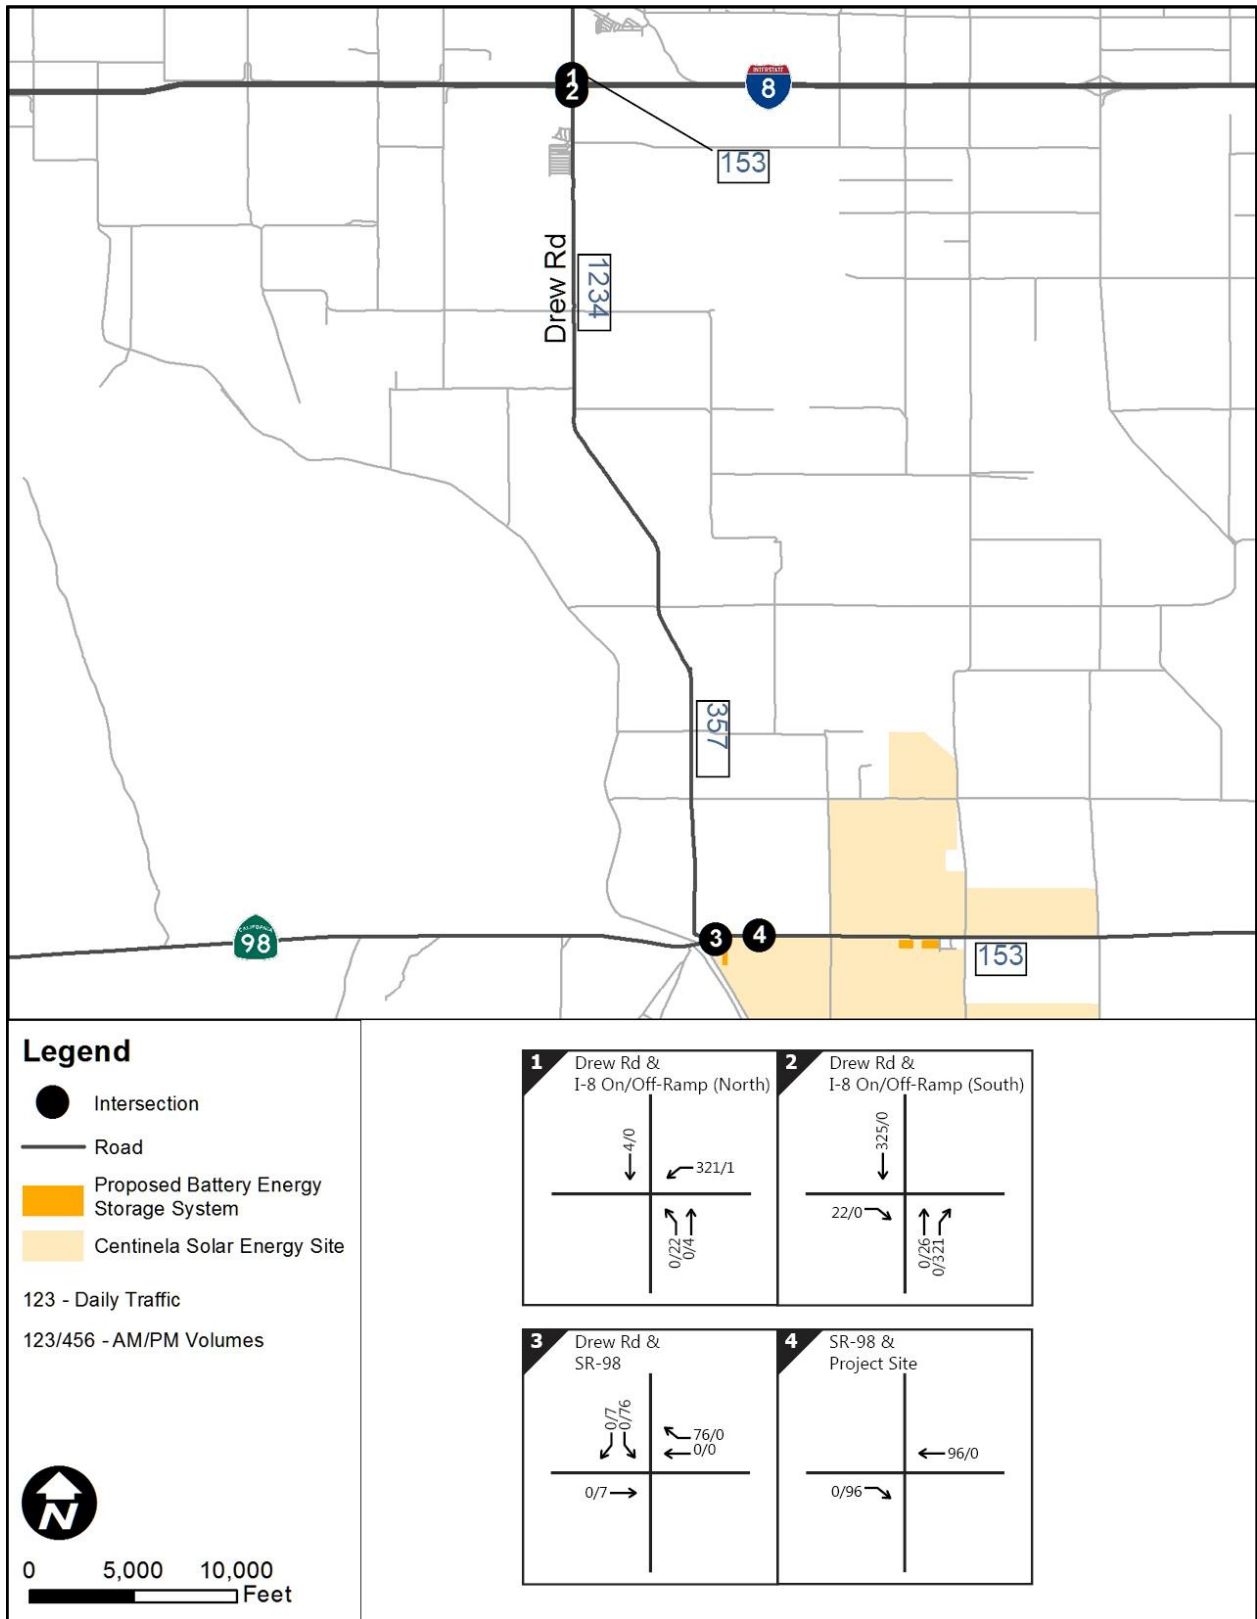 1
2
INTERSTATE
8
153
Drew Rd
1234
357
CALIFORNIA
98
3
4
153
Legend
Intersection
Road
Proposed Battery Energy
Storage System
Centinela Solar Energy Site
123 - Daily Traffic
123/456 - AM/PM Volumes
N
0 5,000 10,000
Feet
1 Drew Rd &
I-8 On/Off-Ramp (North)
4/0
321/1
0/22
0/4
2 Drew Rd &
I-8 On/Off-Ramp (South)
325/0
22/0
0/26
0/321
3 Drew Rd &
SR-98
0/7
0/76
76/0
0/0
0/7
4 SR-98 &
Project Site
96/0
0/96